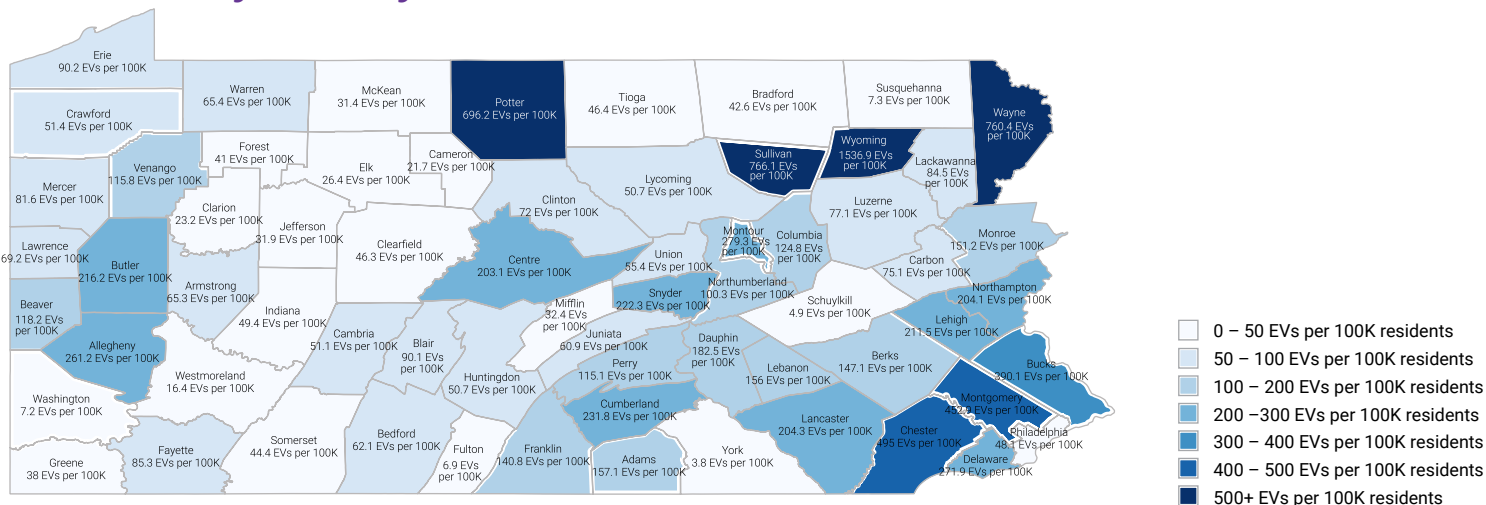 Erie
90.2 EVs per 100K
Crawford
51.4 EVs per 100K
Warren
65.4 EVs per 100K
McKean
31.4 EVs per 100K
Potter
696.2 EVs per 100K
Tioga
46.4 EVs per 100K
Bradford
42.6 EVs per 100K
Susquehanna
7.3 EVs per 100K
Wayne
760.4 EVs
per 100K
Forest
41 EVs per 100K
Venango
115.8 EVs per 100K
Mercer
81.6 EVs per 100K
Elk
26.4 EVs per 100K
Cameron
21.7 EVs per 100K
Clarion
23.2 EVs per 100K
Jefferson
31.9 EVs per 100K
Clearfield
46.3 EVs per 100K
Clinton
72 EVs per 100K
Lycoming
50.7 EVs per 100K
Sullivan
766.1 EVs
per 100K
Wyoming
1536.9 EVs
per 100K
Lackawanna
84.5 EVs
per 100K
Luzerne
77.1 EVs per 100K
Lawrence
69.2 EVs per 100K
Butler
216.2 EVs per 100K
Armstrong
65.3 EVs per 100K
Centre
203.1 EVs per 100K
Union
55.4 EVs per 100K
Montour
279.3 EVs
per 100K
Columbia
124.8 EVs
per 100K
Monroe
151.2 EVs per 100K
Carbon
75.1 EVs per 100K
Beaver
118.2 EVs
per 100K
Allegheny
261.2 EVs per 100K
Indiana
49.4 EVs per 100K
Cambria
51.1 EVs per 100K
Blair
90.1 EVs
per 100K
Mifflin
32.4 EVs
per 100K
Snyder
222.3 EVs per 100K
Northumberland
100.3 EVs per 100K
Schuylkill
4.9 EVs per 100K
Northampton
204.1 EVs per 100K
Lehigh
211.5 EVs per 100K
Juniata
60.9 EVs per 100K
Perry
115.1 EVs per 100K
Dauphin
182.5 EVs
per 100K
Lebanon
156 EVs per 100K
Berks
147.1 EVs per 100K
Bucks
390.1 EVs per 100K
Washington
7.2 EVs per 100K
Westmoreland
16.4 EVs per 100K
Huntingdon
50.7 EVs per 100K
Cumberland
231.8 EVs per 100K
Lancaster
204.3 EVs per 100K
Montgomery
EVs per 100K
Chester
495 EVs per 100K
Philadelphia
EVs per 100K
Delaware
271.9 EVs per 100K
Greene
38 EVs per 100K
Fayette
85.3 EVs per 100K
Somerset
44.4 EVs per 100K
Bedford
62.1 EVs per 100K
Fulton
6.9 EVs
per 100K
Franklin
140.8 EVs per 100K
Adams
157.1 EVs per 100K
York
3.8 EVs per 100K
0 – 50 EVs per 100K residents
50 – 100 EVs per 100K residents
100 – 200 EVs per 100K residents
200 –300 EVs per 100K residents
300 – 400 EVs per 100K residents
400 – 500 EVs per 100K residents
500+ EVs per 100K residents